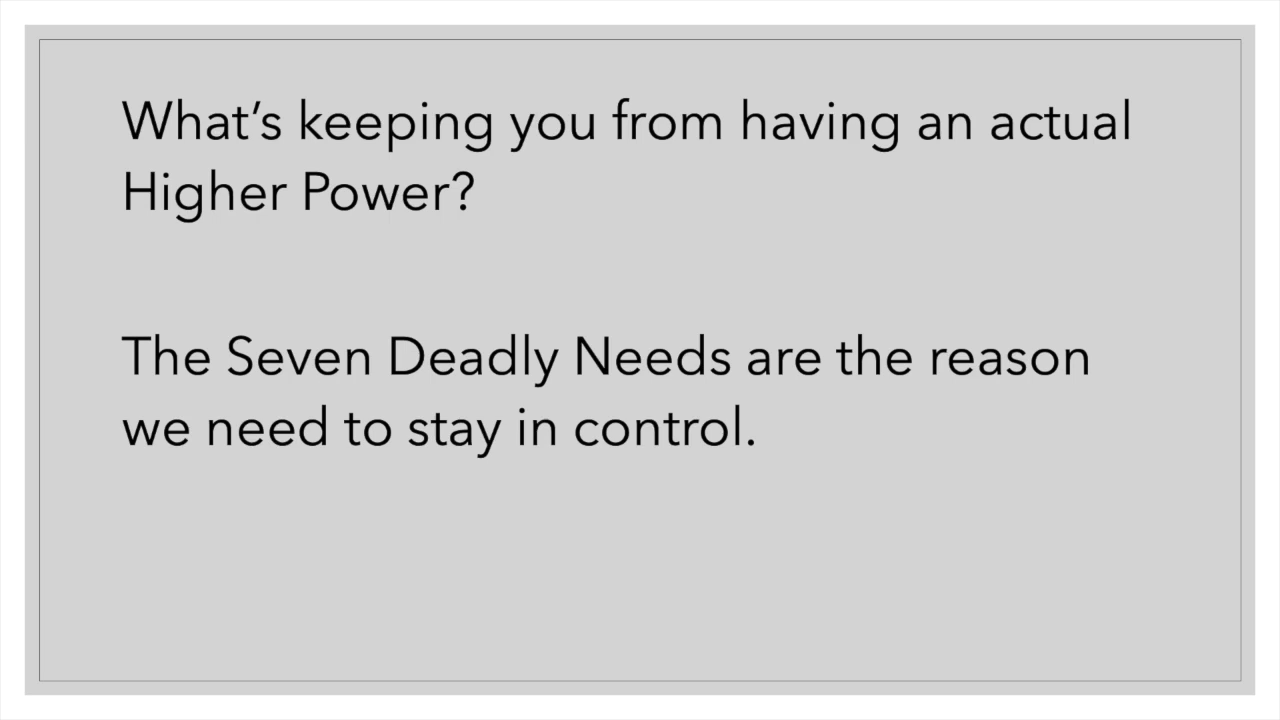 What’s keeping you from having an actual
Higher Power?
The Seven Deadly Needs are the reason
we need to stay in control.